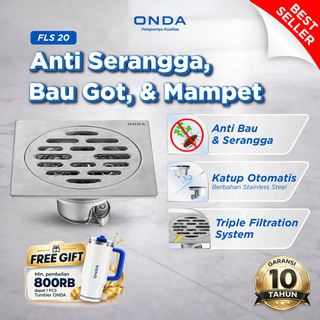 ONDA
Pelopornya Kualitas
BEST
SELLER
FLS 20
Anti Serangga,
Bau Got, & Mampet
ONDA
Anti Bau
& Serangga
Katup Otomatis
Berbahan Stainless Steel
Triple Filtration
System
FREE GIFT
Min. pembelian
800RB
dapat 1 PCS
Tumbler ONDA
ONDA
GARANSI
10
TAHUN